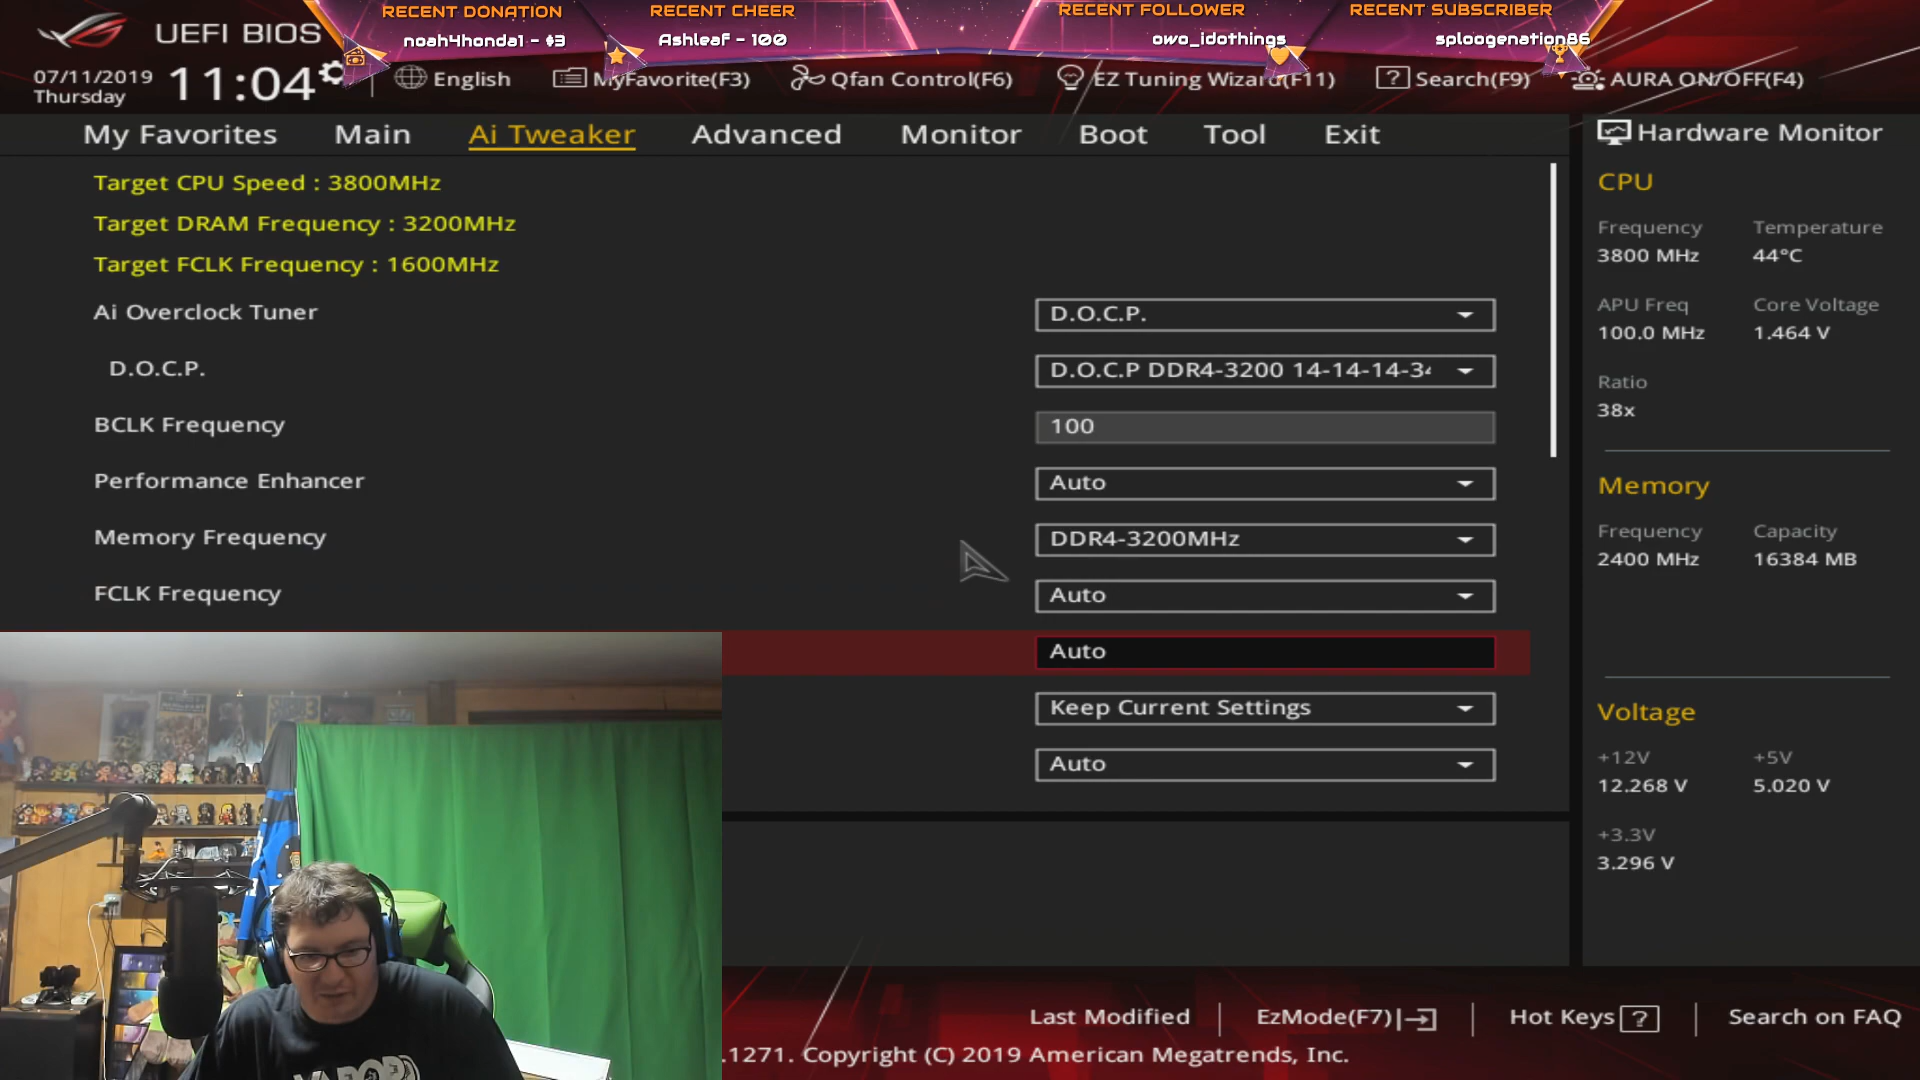 RECENT DONATION
noah4honda1 - $3
RECENT CHEER
Ashleaf - 100
RECENT FOLLOWER
owo_idothings
RECENT SUBSCRIBER
sploogenation86
UEFI BIOS
07/11/2019
Thursday
11:04
English
MyFavorite(F3)
Qfan Control(F6)
EZ Tuning Wizard(F11)
? Search(F9)
AURA ON/OFF(F4)
My Favorites
Main
Ai Tweaker
Advanced
Monitor
Boot
Tool
Exit
Target CPU Speed : 3800MHz
Target DRAM Frequency : 3200MHz
Target FCLK Frequency : 1600MHz
Ai Overclock Tuner
D.O.C.P.
D.O.C.P.
D.O.C.P DDR4-3200 14-14-14-34
BCLK Frequency
100
Performance Enhancer
Auto
Memory Frequency
DDR4-3200MHz
FCLK Frequency
Auto
Auto
Keep Current Settings
Auto
Hardware Monitor
CPU
Frequency
Temperature
3800 MHz
44°C
APU Freq
Core Voltage
100.0 MHz
1.464 V
Ratio
38x
Memory
Frequency
Capacity
2400 MHz
16384 MB
Voltage
+12V
+5V
12.268 V
5.020 V
+3.3V
3.296 V
Last Modified
EzMode(F7)
Hot Keys ?
Search on FAQ
.1271. Copyright (C) 2019 American Megatrends, Inc.